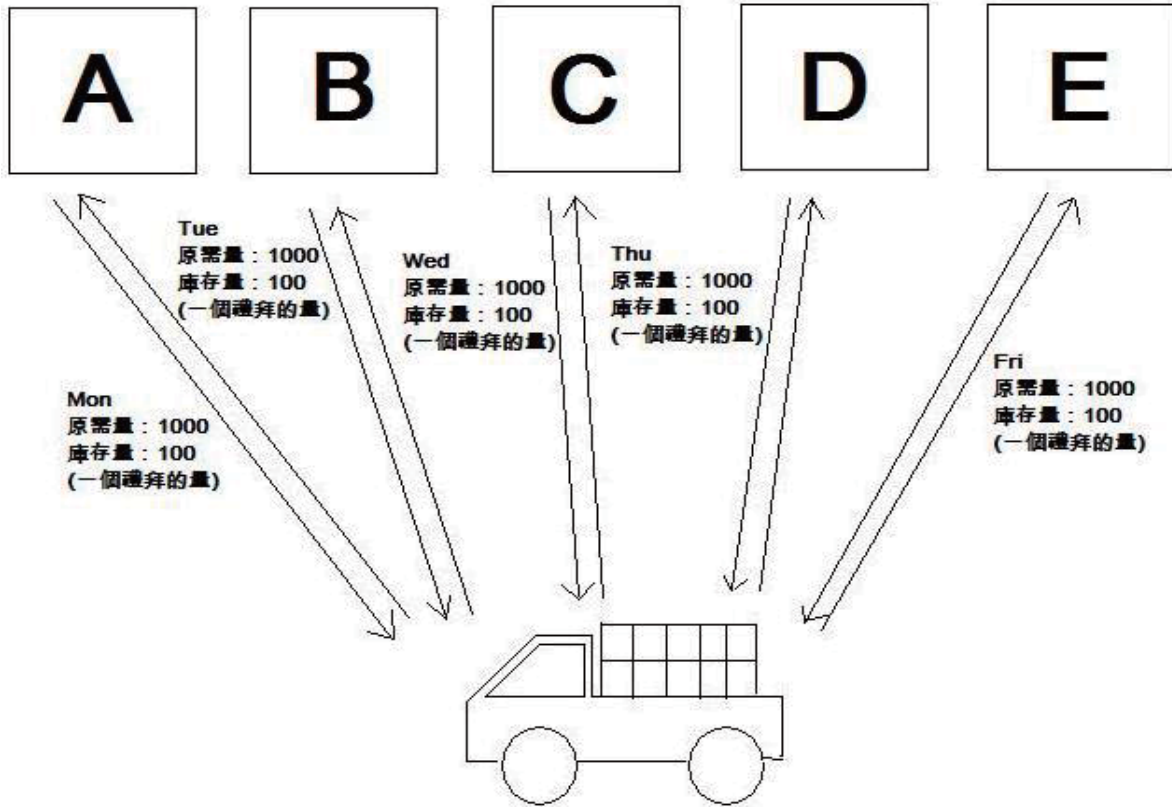 A
B
C
D
E
Mon
原需量：1000
庫存量：100
(一個禮拜的量)
Tue
原需量：1000
庫存量：100
(一個禮拜的量)
Wed
原需量：1000
庫存量：100
(一個禮拜的量)
Thu
原需量：1000
庫存量：100
(一個禮拜的量)
Fri
原需量：1000
庫存量：100
(一個禮拜的量)